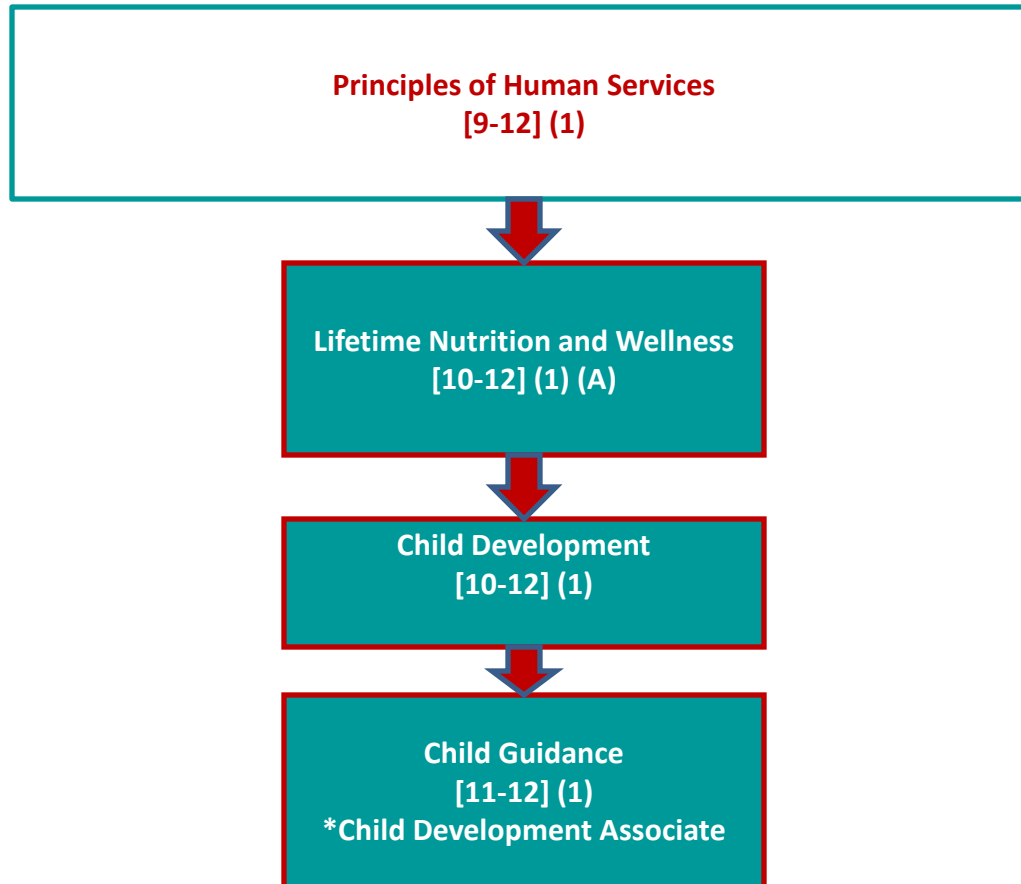 Principles of Human Services
[9-12] (1)
Lifetime Nutrition and Wellness
[10-12] (1) (A)
Child Development
[10-12] (1)
Child Guidance
[11-12] (1)
*Child Development Associate